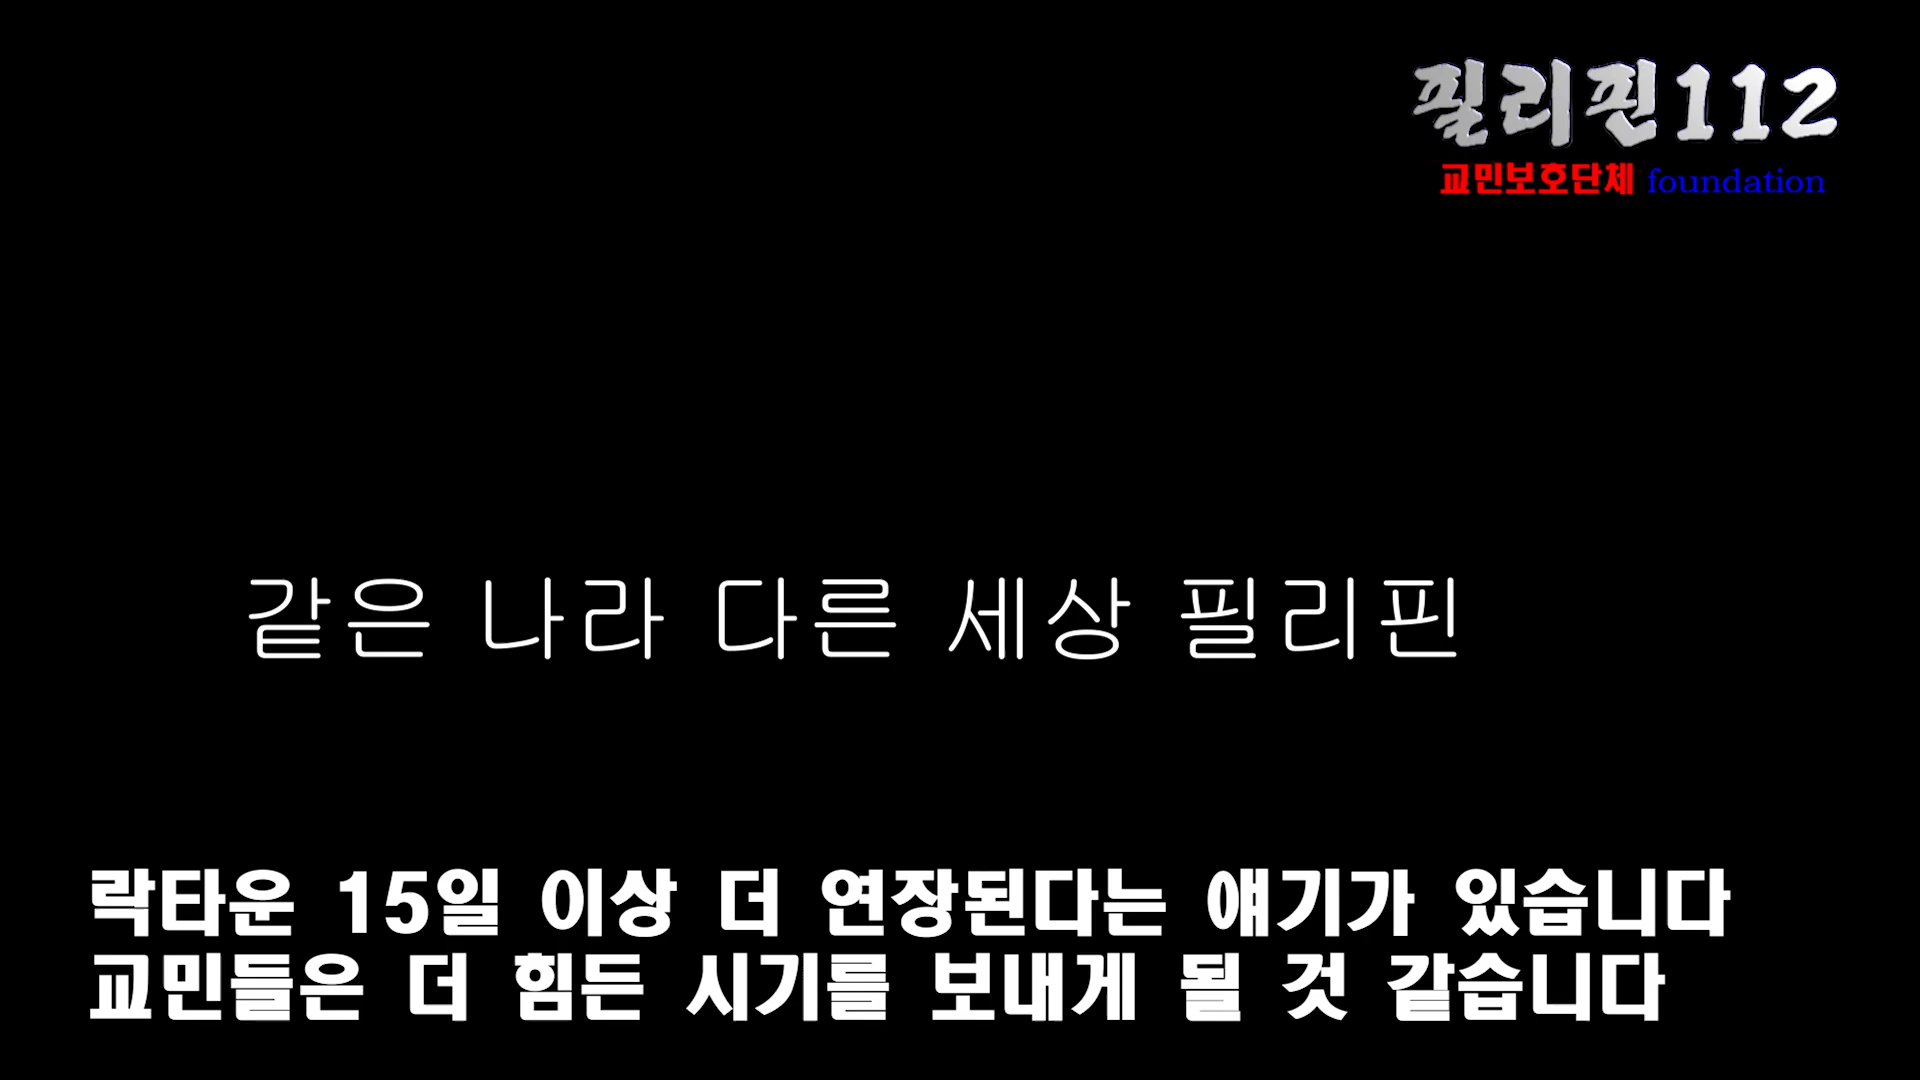 필리핀112
교민보호단체 foundation
같은 나라 다른 세상 필리핀
락타운 15일 이상 더 연장된다는 얘기가 있습니다
교민들은 더 힘든 시기를 보내게 될 것 같습니다